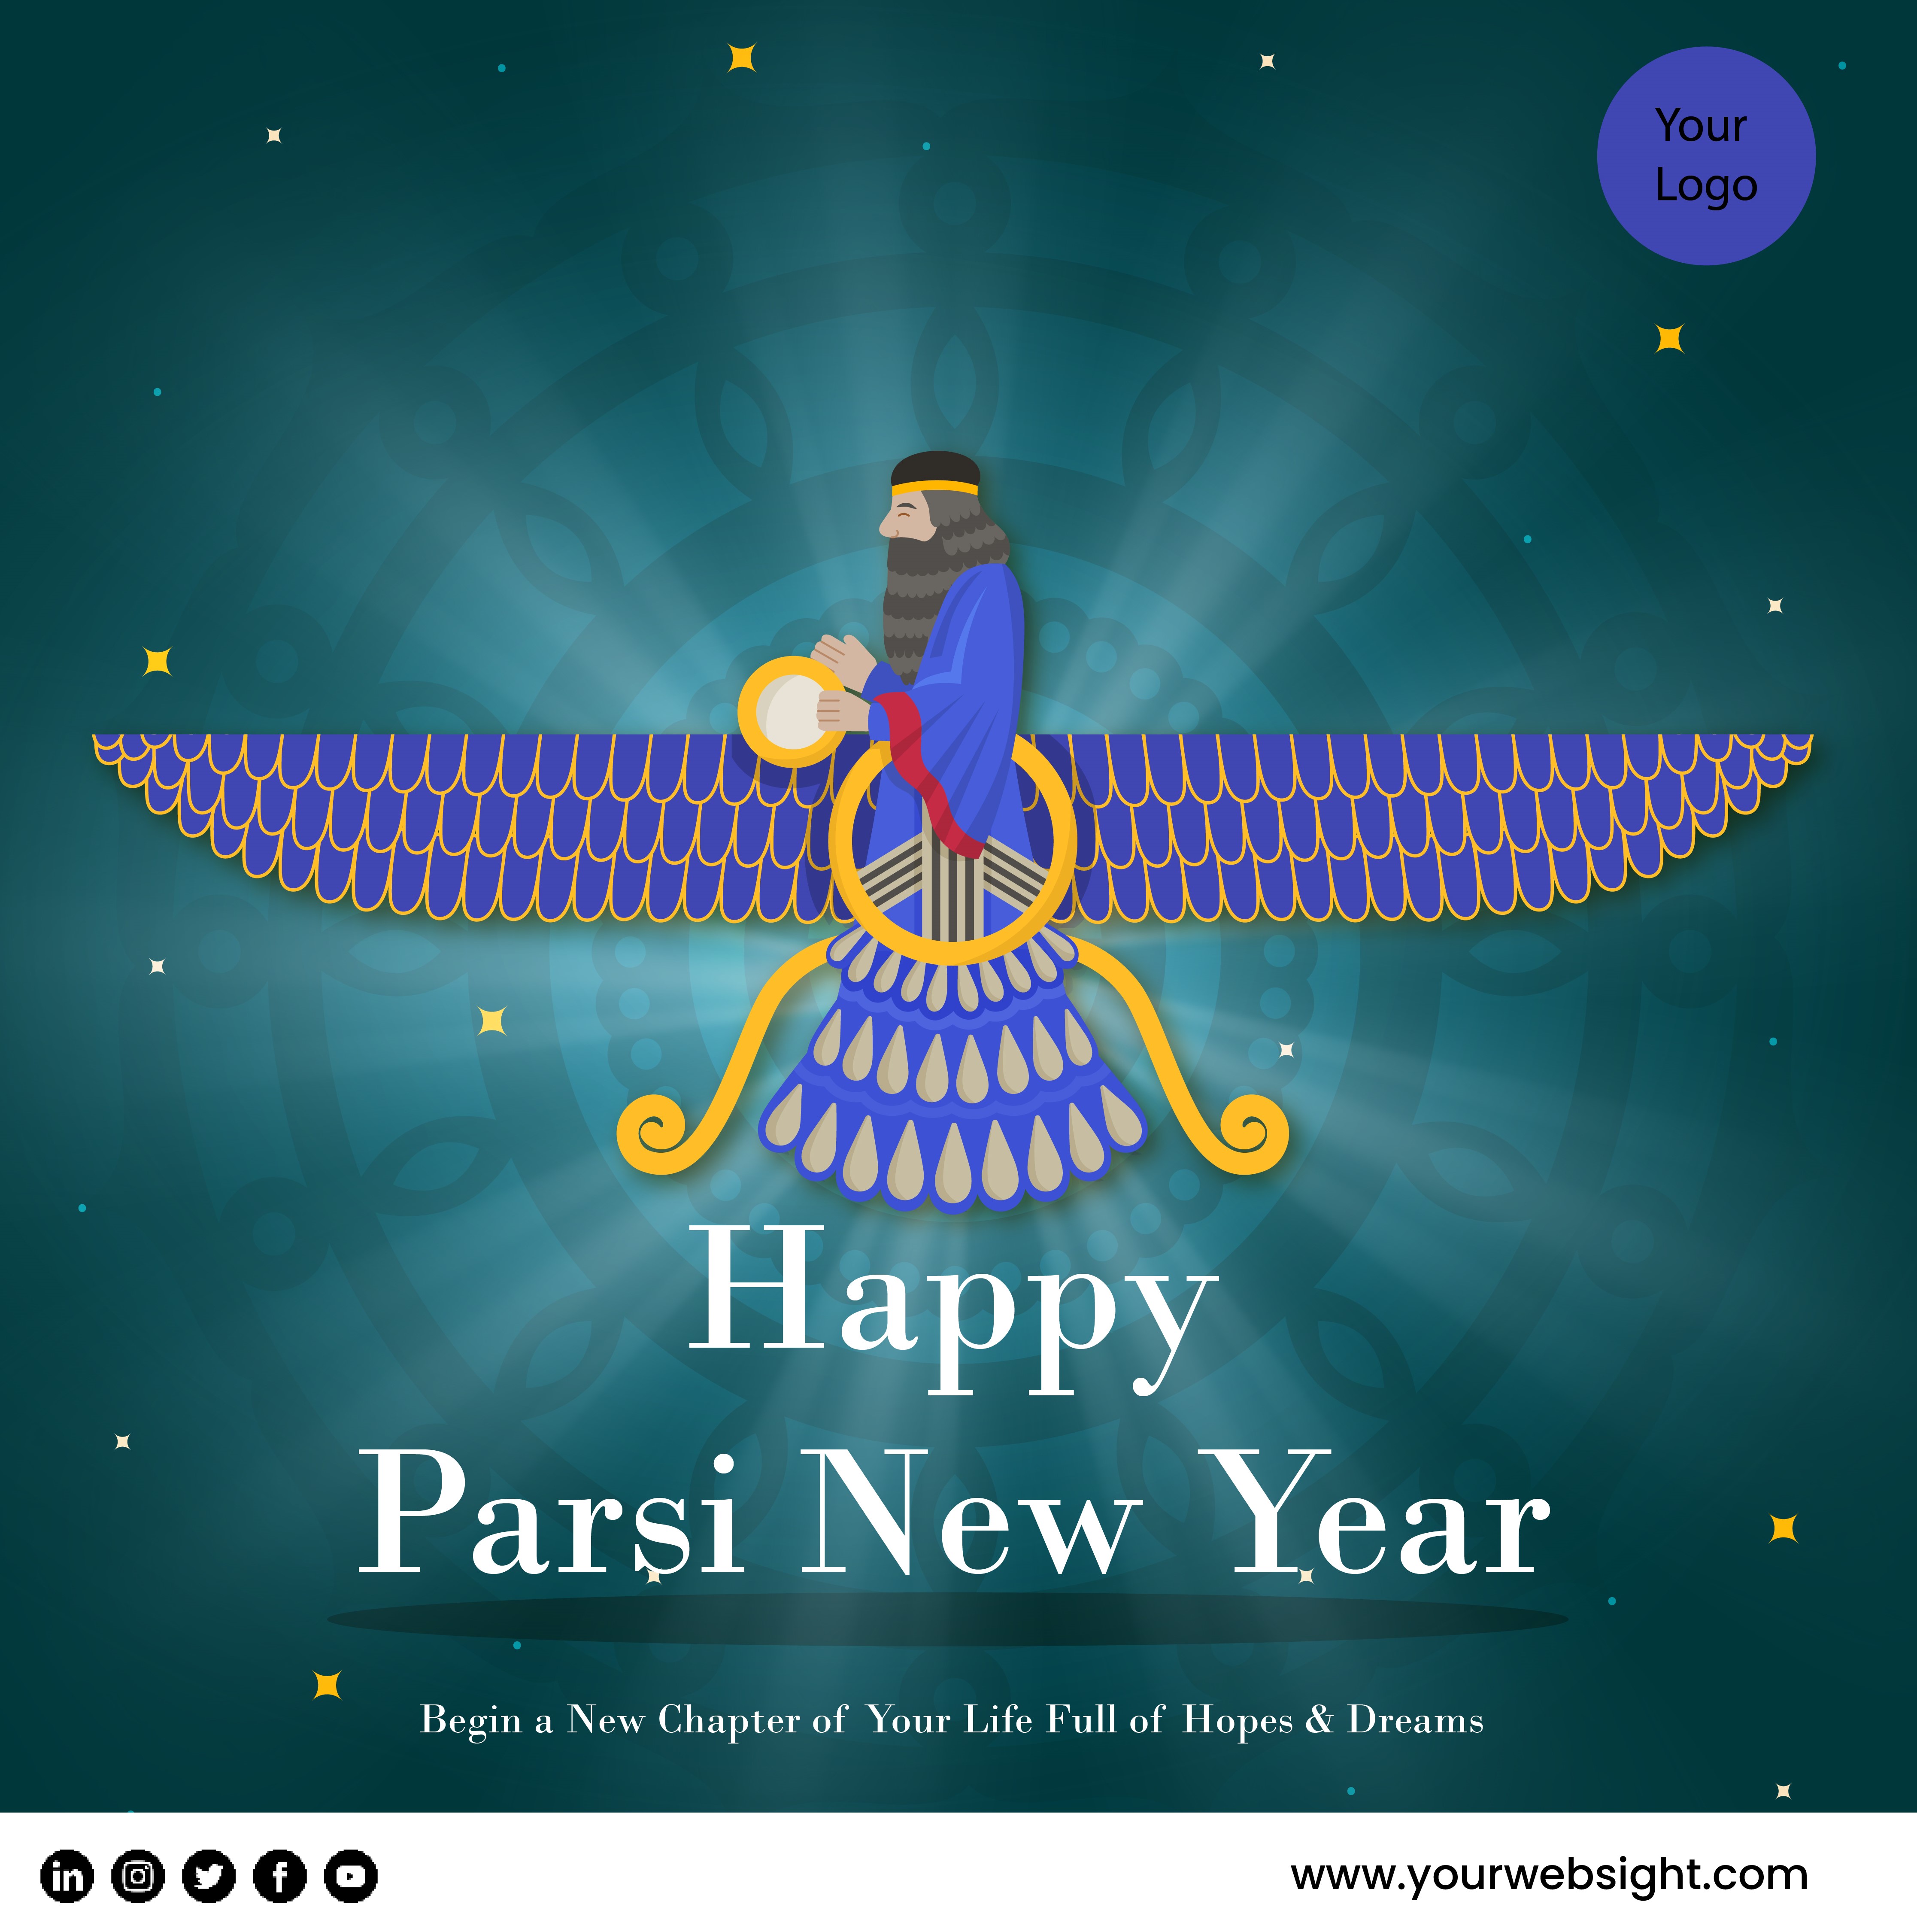 Your
Logo
Happy
Parsi New Year
Begin a New Chapter of Your Life Full of Hopes & Dreams
www.yourwebsight.com